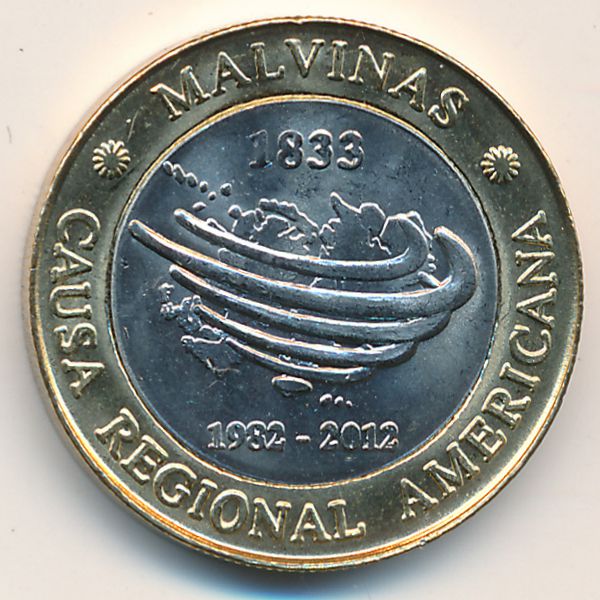 MALVINAS
1833
1982 - 2012
CAUSA REGIONAL AMERICANA